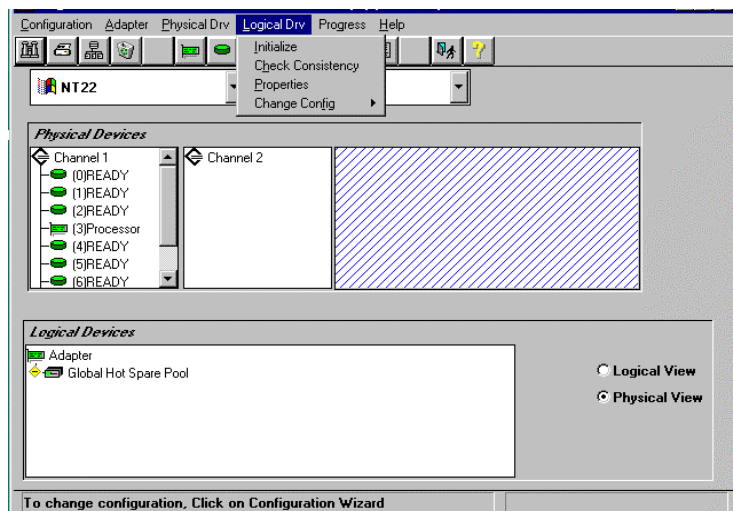 Configuration Adapter Physical Drv Logical Drv Progress Help
Initialize
Check Consistency
Properties
Change Config
NT22
Physical Devices
Channel 1
(0)READY
(1)READY
(2)READY
(3)Processor
(4)READY
(5)READY
(6)READY
Channel 2
Logical Devices
Adapter
Global Hot Spare Pool
Logical View
Physical View
To change configuration, Click on Configuration Wizard